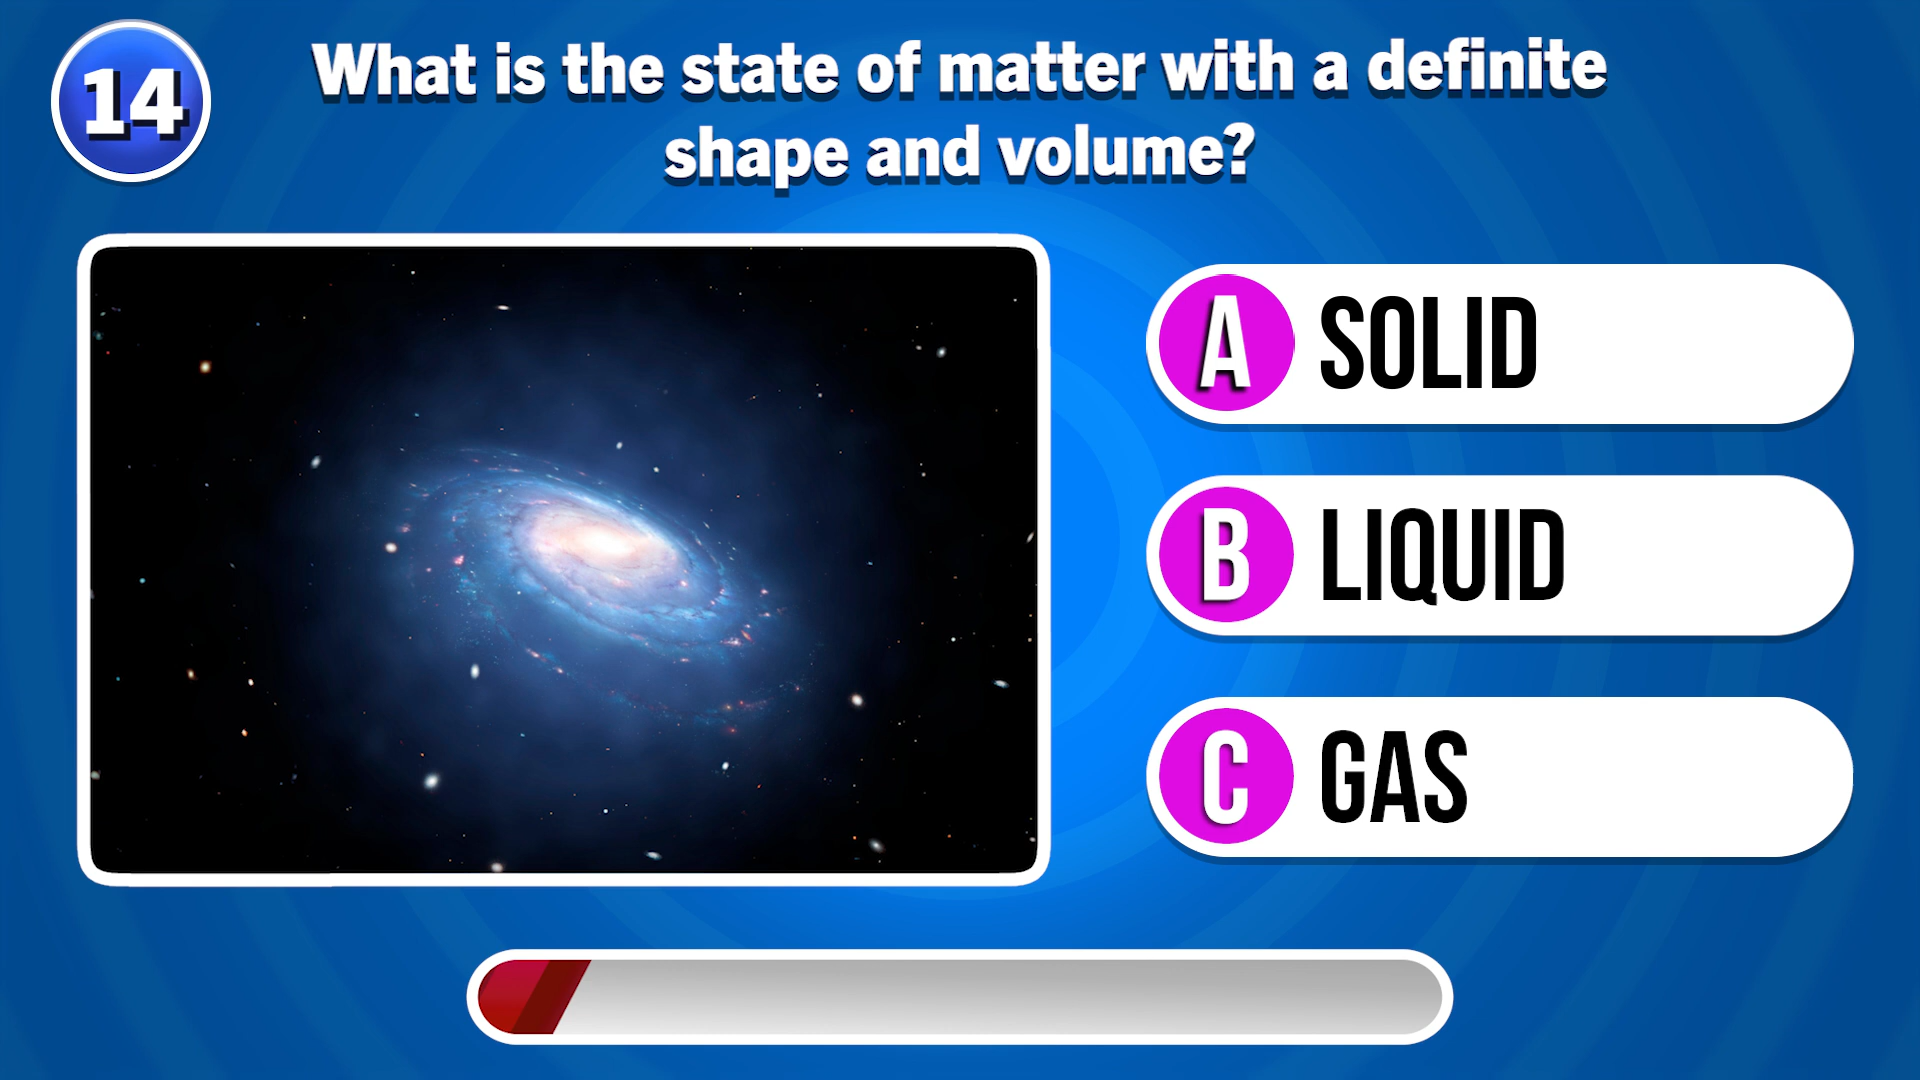 14
What is the state of matter with a definite
shape and volume?
A SOLID
B LIQUID
C GAS